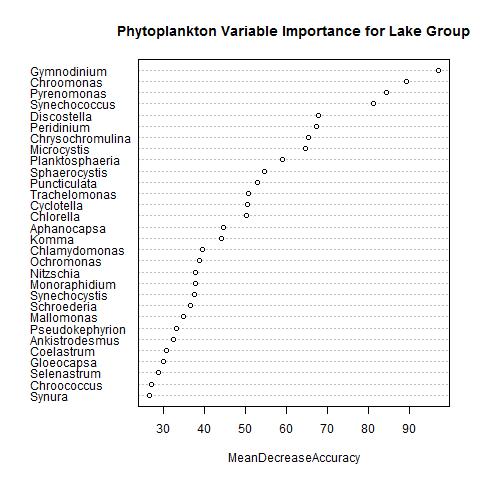 Phytoplankton Variable Importance for Lake Group
Gymnodinium
Chroomonas
Pyrenomonas
Synechococcus
Discostella
Peridinium
Chrysochromulina
Microcystis
Planktosphaeria
Sphaerocystis
Puncticulata
Trachelomonas
Cyclotella
Chlorella
Aphanocapsa
Komma
Chlamydomonas
Ochromonas
Nitzschia
Monoraphidium
Synechocystis
Schroederia
Mallomonas
Pseudokephyrion
Ankistrodesmus
Coelastrum
Gloeocapsa
Selenastrum
Chroococcus
Synura
30 40 50 60 70 80 90
MeanDecreaseAccuracy